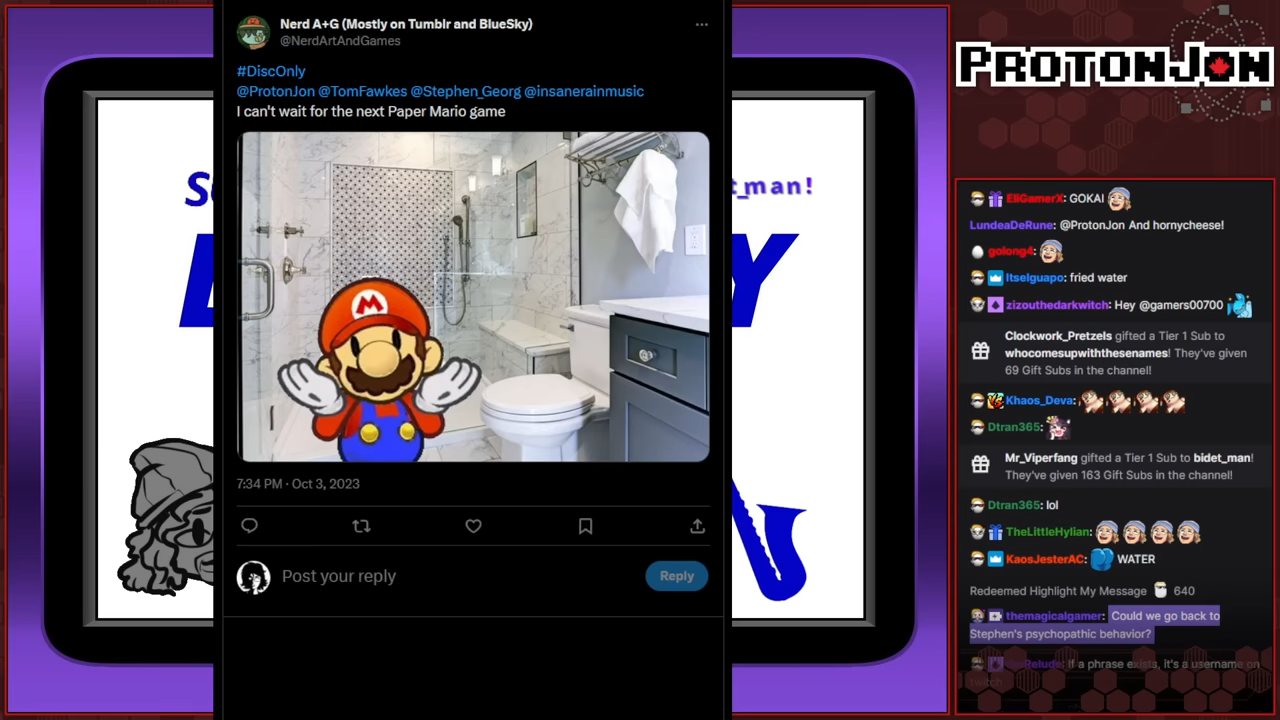 Nerd A+G (Mostly on Tumblr and BlueSky)
@NerdArtAndGames
#DiscOnly
@ProtonJon @TomFawkes @Stephen_Georg @insanerainmusic
I can't wait for the next Paper Mario game
M
7:34 PM · Oct 3, 2023
Post your reply
Reply
t_man!
Y
PROTONJON
EliGamerX: GOKAI
LundeaDeRune: @ProtonJon And hornycheese!
golong4:
ItseIguapo: fried water
zizouthedarkwitch: Hey @gamers00700
Clockwork_Pretzels gifted a Tier 1 Sub to
whocomesupwiththesenames! They've given
69 Gift Subs in the channel!
Khaos_Deva:
Dtran365:
Mr_Viperfang gifted a Tier 1 Sub to bidet_man!
They've given 163 Gift Subs in the channel!
Dtran365: lol
TheLittleHylian:
KaosJesterAC: WATER
Redeemed Highlight My Message 640
themagicalgamer: Could we go back to
Stephen's psychopathic behavior?
If a phrase exists, it's a username on
twitch